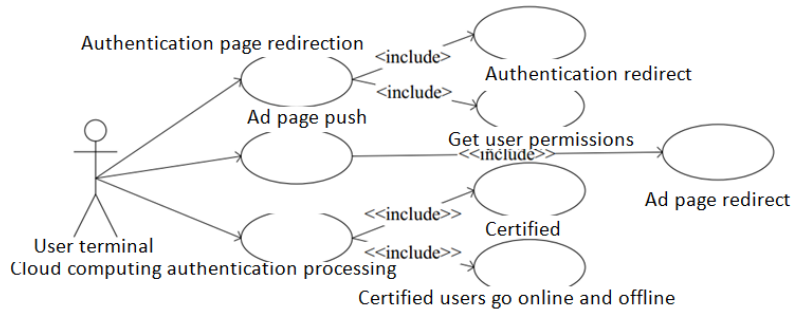 Authentication page redirection
<include>
Authentication redirect
<include>
Ad page push
Get user permissions
<<include>>
Ad page redirect
<<include>>
Certified
User terminal
<<include>>
Cloud computing authentication processing
Certified users go online and offline